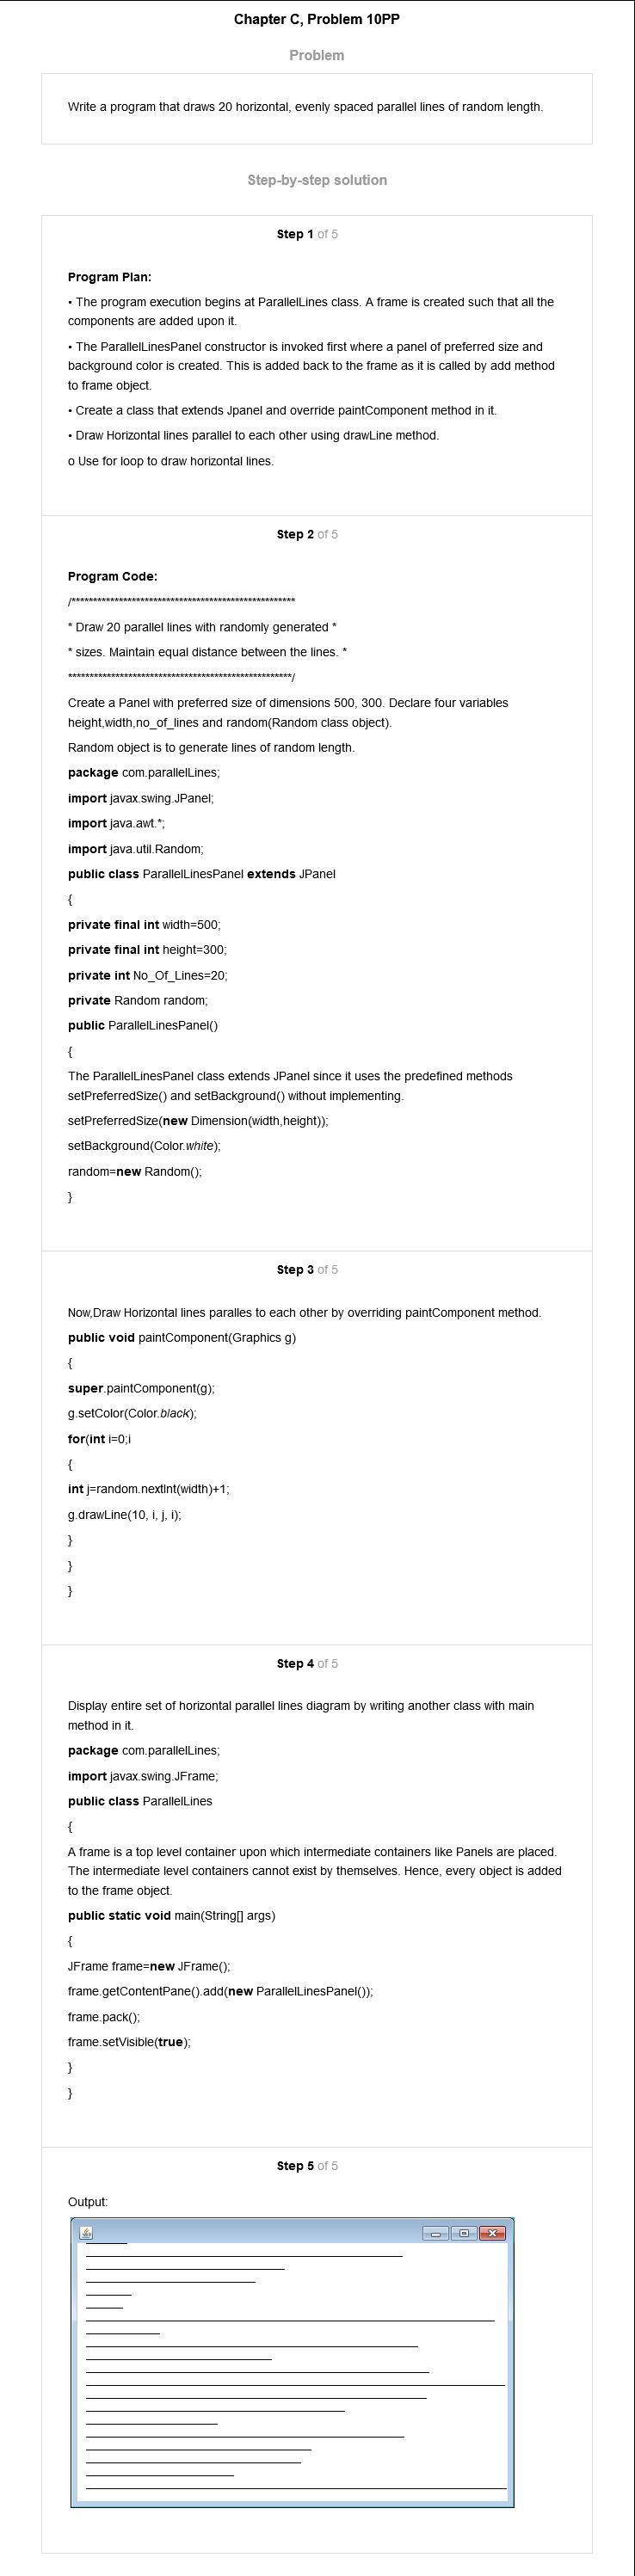 Chapter C, Problem 10PP
Problem
Write a program that draws 20 horizontal, evenly spaced parallel lines of random length.
Step-by-step solution
Step 1 of 5
Program Plan:
• The program execution begins at ParallelLines class. A frame is created such that all the
components are added upon it.
• The ParallelLinesPanel constructor is invoked first where a panel of preferred size and
background color is created. This is added back to the frame as it is called by add method
to frame object.
• Create a class that extends Jpanel and override paintComponent method in it.
• Draw Horizontal lines parallel to each other using drawLine method.
o Use for loop to draw horizontal lines.
Step 2 of 5
Program Code:
/****************************************************
* Draw 20 parallel lines with randomly generated *
* sizes. Maintain equal distance between the lines. *
****************************************************/
Create a Panel with preferred size of dimensions 500, 300. Declare four variables
height,width,no_of_lines and random(Random class object).
Random object is to generate lines of random length.
package com.parallelLines;
import javax.swing.JPanel;
import java.awt.*;
import java.util.Random;
public class ParallelLinesPanel extends JPanel
{
private final int width=500;
private final int height=300;
private int No_Of_Lines=20;
private Random random;
public ParallelLinesPanel()
{
The ParallelLinesPanel class extends JPanel since it uses the predefined methods
setPreferredSize() and setBackground() without implementing.
setPreferredSize(new Dimension(width,height));
setBackground(Color.white);
random=new Random();
}
Step 3 of 5
Now,Draw Horizontal lines paralles to each other by overriding paintComponent method.
public void paintComponent(Graphics g)
{
super.paintComponent(g);
g.setColor(Color.black);
for(int i=0;i
{
int j=random.nextInt(width)+1;
g.drawLine(10, i, j, i);
}
}
}
Step 4 of 5
Display entire set of horizontal parallel lines diagram by writing another class with main
method in it.
package com.parallelLines;
import javax.swing.JFrame;
public class ParallelLines
{
A frame is a top level container upon which intermediate containers like Panels are placed.
The intermediate level containers cannot exist by themselves. Hence, every object is added
to the frame object.
public static void main(String[] args)
{
JFrame frame=new JFrame();
frame.getContentPane().add(new ParallelLinesPanel());
frame.pack();
frame.setVisible(true);
}
}
Step 5 of 5
Output: